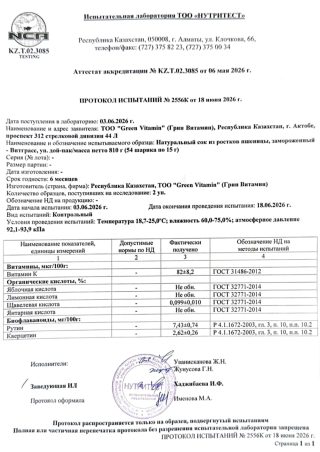 Испытательная лаборатория ТОО «НУТРИТЕСТ»
NCA
KZ.T.02.3085
TESTING
Республика Казахстан, 050008, г. Алматы, ул. Клочкова, 66,
телефон/факс: (727) 375 82 23, (727) 375 00 34
Аттестат аккредитации № KZ.T.02.3085 от 06 мая 2026 г.
ПРОТОКОЛ ИСПЫТАНИЙ № 2556К от 18 июня 2026 г.
Дата поступления в лабораторию: 03.06.2026 г.
Наименование и адрес заявителя: ТОО "Green Vitamin" (Грин Витамин), Республика Казахстан, г. Актобе,
проспект 312 стрелковой дивизии 44 Л
Наименование и обозначение испытываемого образца: Натуральный сок из ростков пшеницы, замороженный
- Витграсс, уп. дой-пак/масса нетто 810 г (54 шарика по 15 г)
Серия (№ лота): -
Размер партии: -
Дата изготовления: -
Срок годности: 6 месяцев
Изготовитель (страна): Республика Казахстан, ТОО "Green Vitamin" (Грин Витамин)
Количество образцов, поступивших на исследование: 2 уп.
Обозначение НД на продукцию: -
Дата начала испытаний: 03.06.2026 г. Дата окончания испытаний: 18.06.2026 г.
Вид испытаний: Контрольный
Условия проведения испытаний: Температура 18,7-25,0°С; влажность 60,0-75,0%; атмосферное давление
92,1-93,9 кПа
Наименование показателей, единицы измерений Допустимые нормы по НД Фактически получено Обозначение НД на методы испытаний
1 2 3 4
Витамины, мкг/100г:
Витамин К - 82±8,2 ГОСТ 31486-2012
Органические кислоты, %:
Яблочная кислота - Не обн. ГОСТ 32771-2014
Лимонная кислота - Не обн. ГОСТ 32771-2014
Щавелевая кислота - 0,099±0,010 ГОСТ 32771-2014
Янтарная кислота - Не обн. ГОСТ 32771-2014
Биофлаваноиды, мг/100г:
Рутин - 7,43±0,74 Р 4.1.1672-2003, гл. 3, п. 10, п.п. 10.2
Кверцетин - 2,62±0,26 Р 4.1.1672-2003, гл. 3, п. 10, п.п. 10.2
Исполнители:
Жукусова Г.Н.
Заведующая ИЛ
Хаджибаева И.Ф.
Протокол оформила
Именова М.А.
НУТРИТЕСТ
Протокол распространяется только на образец, подвергнутый испытаниям
Полная или частичная перепечатка протокола без разрешения испытательной лаборатории запрещена
ПРОТОКОЛ ИСПЫТАНИЙ № 2556К от 18 июня 2026 г.
Страница 1 из 1